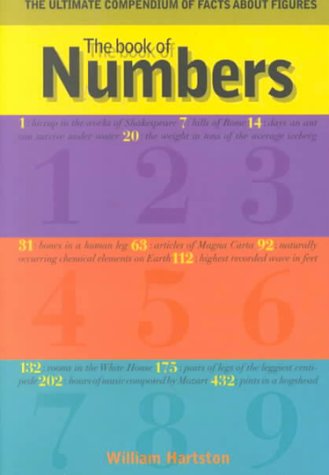 THE ULTIMATE COMPENDIUM OF FACTS ABOUT FIGURES
The book of
Numbers
1: hiccup in the works of Shakespeare 7: hills of Rome 14: days an ant
can survive under water 20: the weight in tons of the average iceberg
1 2 3
31: bones in a human leg 63: articles of Magna Carta 92: naturally
occurring chemical elements on Earth 112: highest recorded wave in feet
4 5 6
132: rooms in the White House 175: pairs of legs of the leggiest centi-
pede 202: hours of music composed by Mozart 432: pints in a hogshead
7 8 9
William Hartston